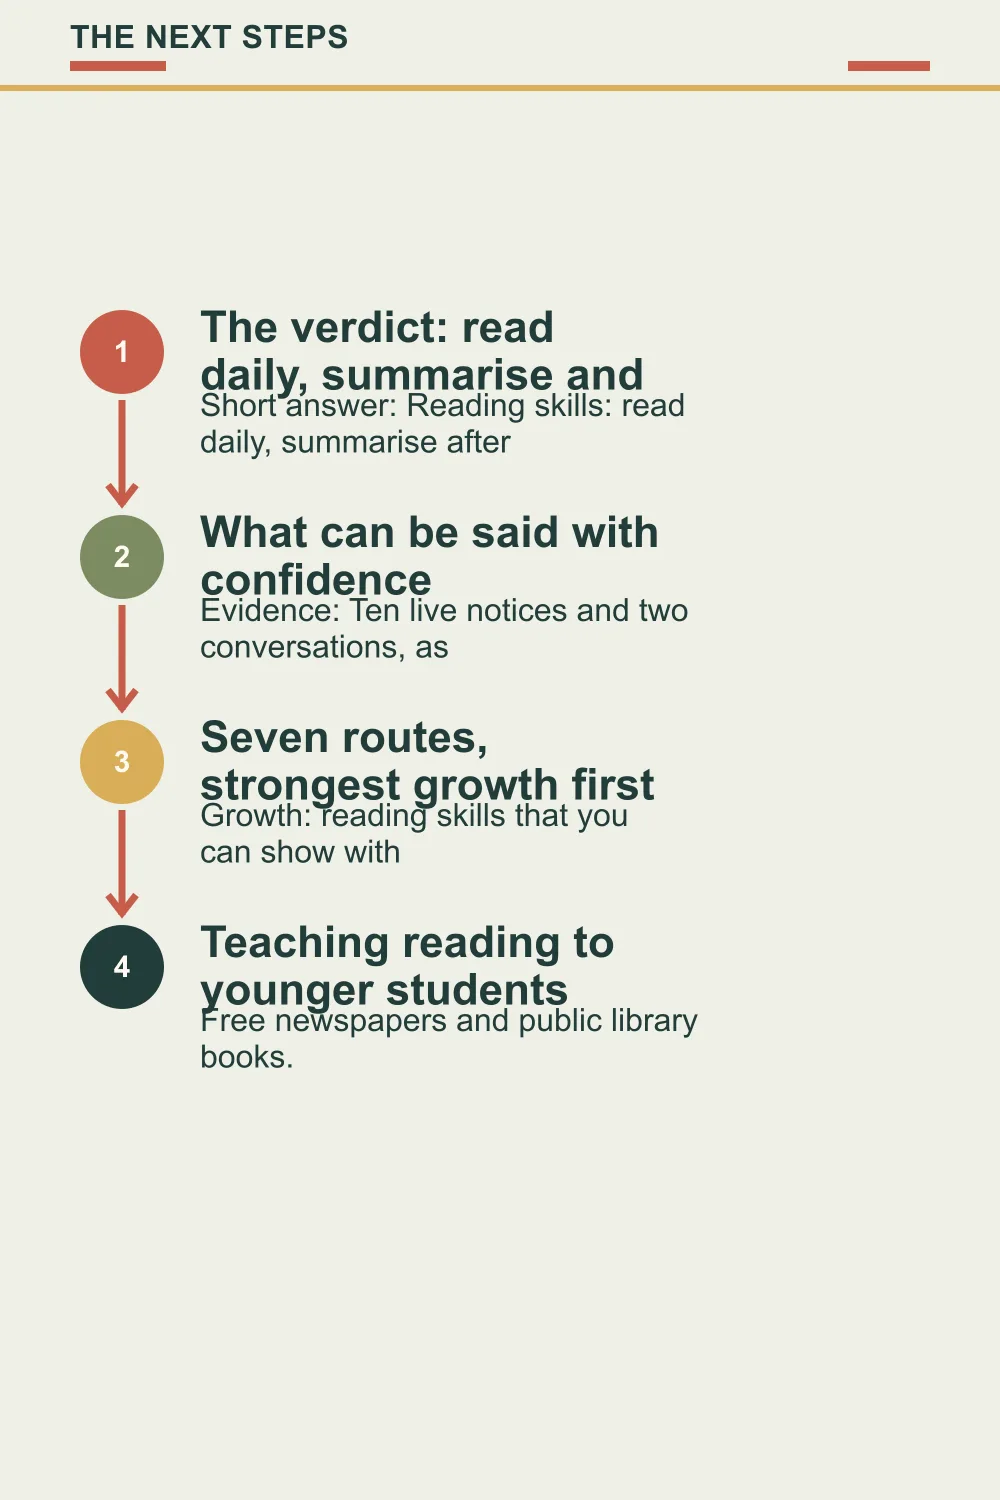 THE NEXT STEPS
1
The verdict: read
daily, summarise and
Short answer: Reading skills: read
daily, summarise after
2
What can be said with
confidence
Evidence: Ten live notices and two
conversations, as
3
Seven routes,
strongest growth first
Growth: reading skills that you
can show with
4
Teaching reading to
younger students
Free newspapers and public library
books.